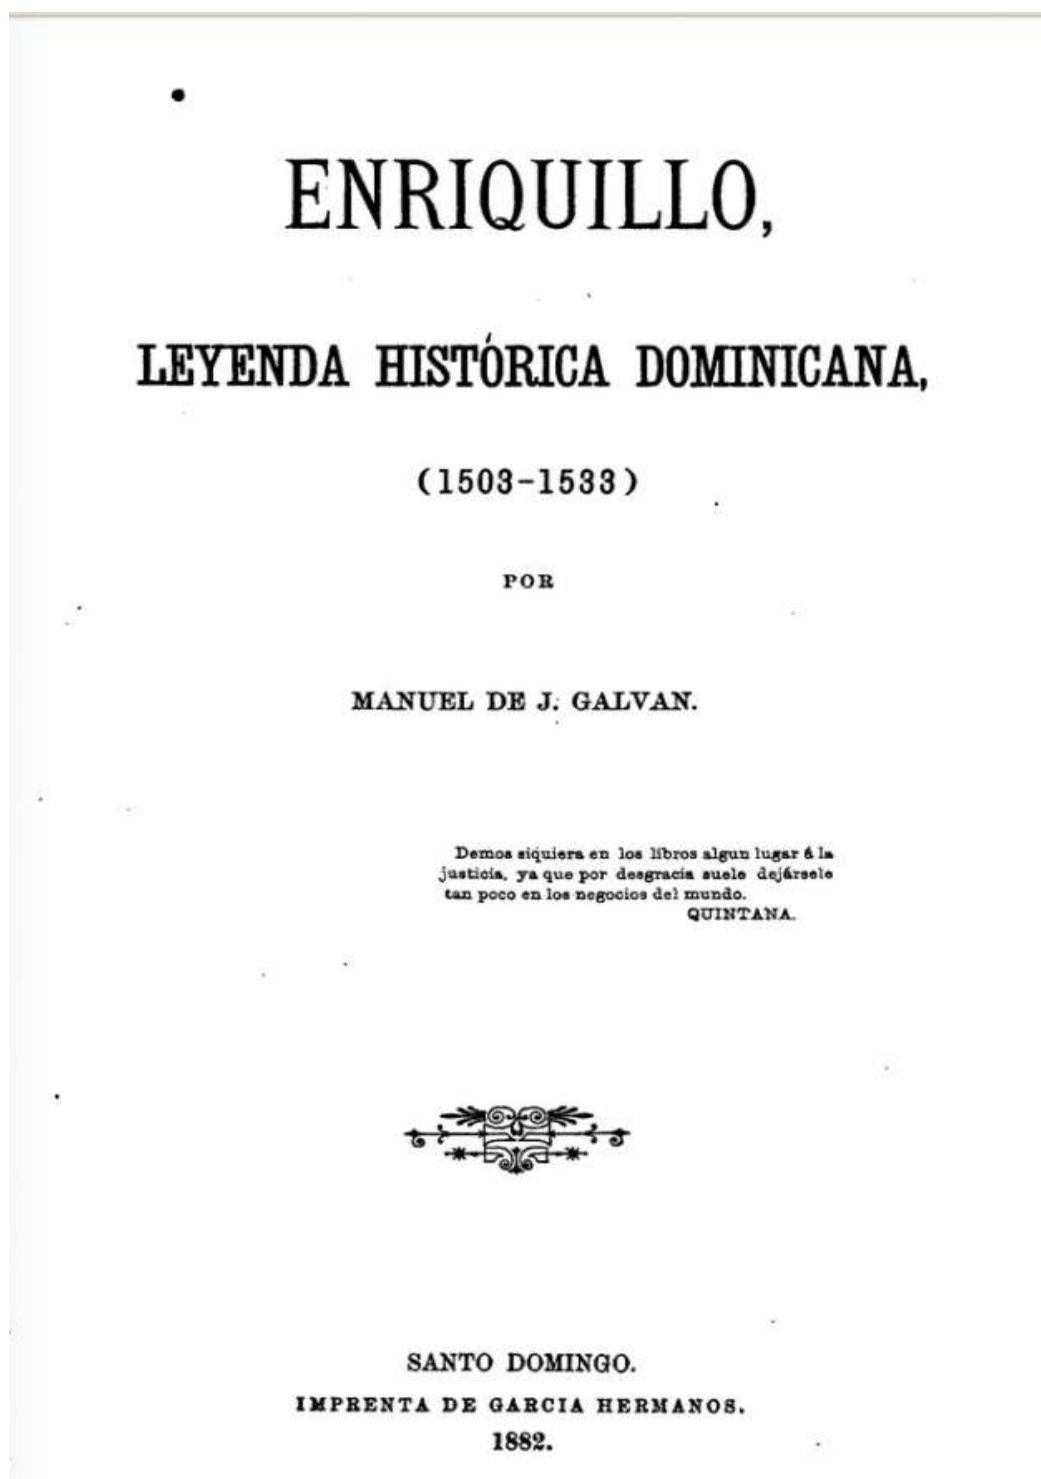 ENRIQUILLO,
LEYENDA HISTÓRICA DOMINICANA,
(1503-1533)
POR
MANUEL DE J. GALVAN.
Demos siquiera en los libros algun lugar á la
justicia, ya que por desgracia suele dejársele
tan poco en los negocios del mundo.
QUINTANA.
SANTO DOMINGO.
IMPRENTA DE GARCIA HERMANOS.
1882.